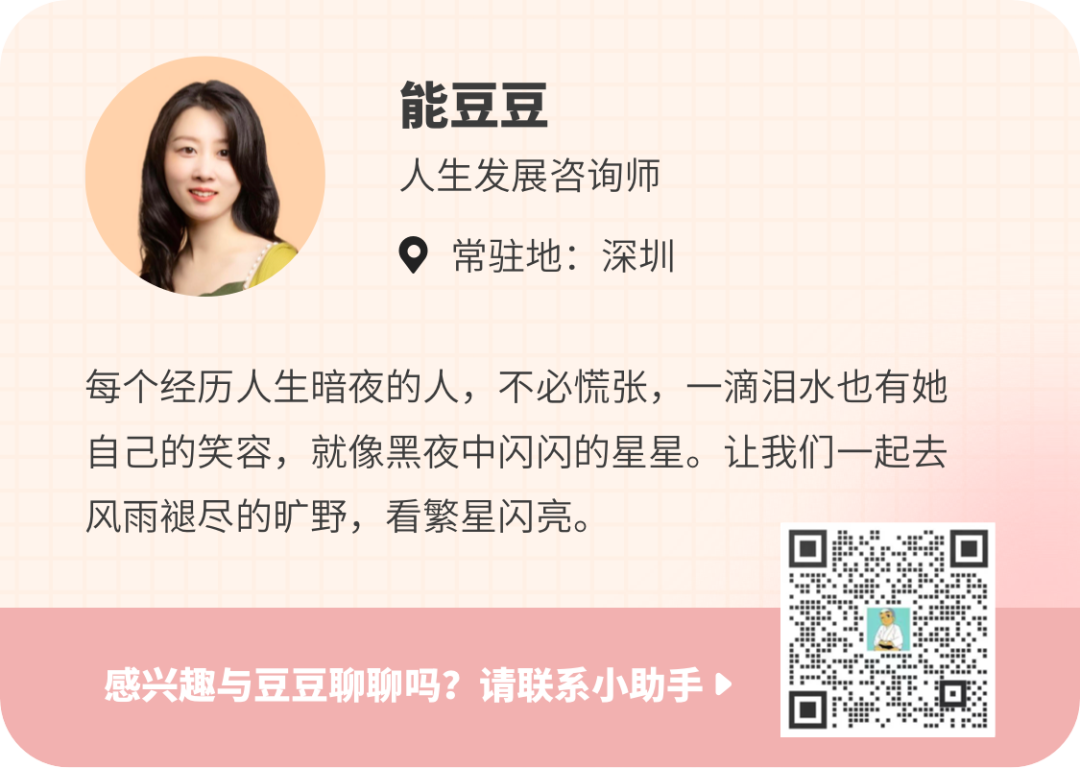 能豆豆
人生发展咨询师
常驻地：深圳
每个经历人生暗夜的人，不必慌张，一滴泪水也有她
自己的笑容，就像黑夜中闪闪的星星。让我们一起去
风雨褪尽的旷野，看繁星闪亮。
感兴趣与豆豆聊聊吗？请联系小助手